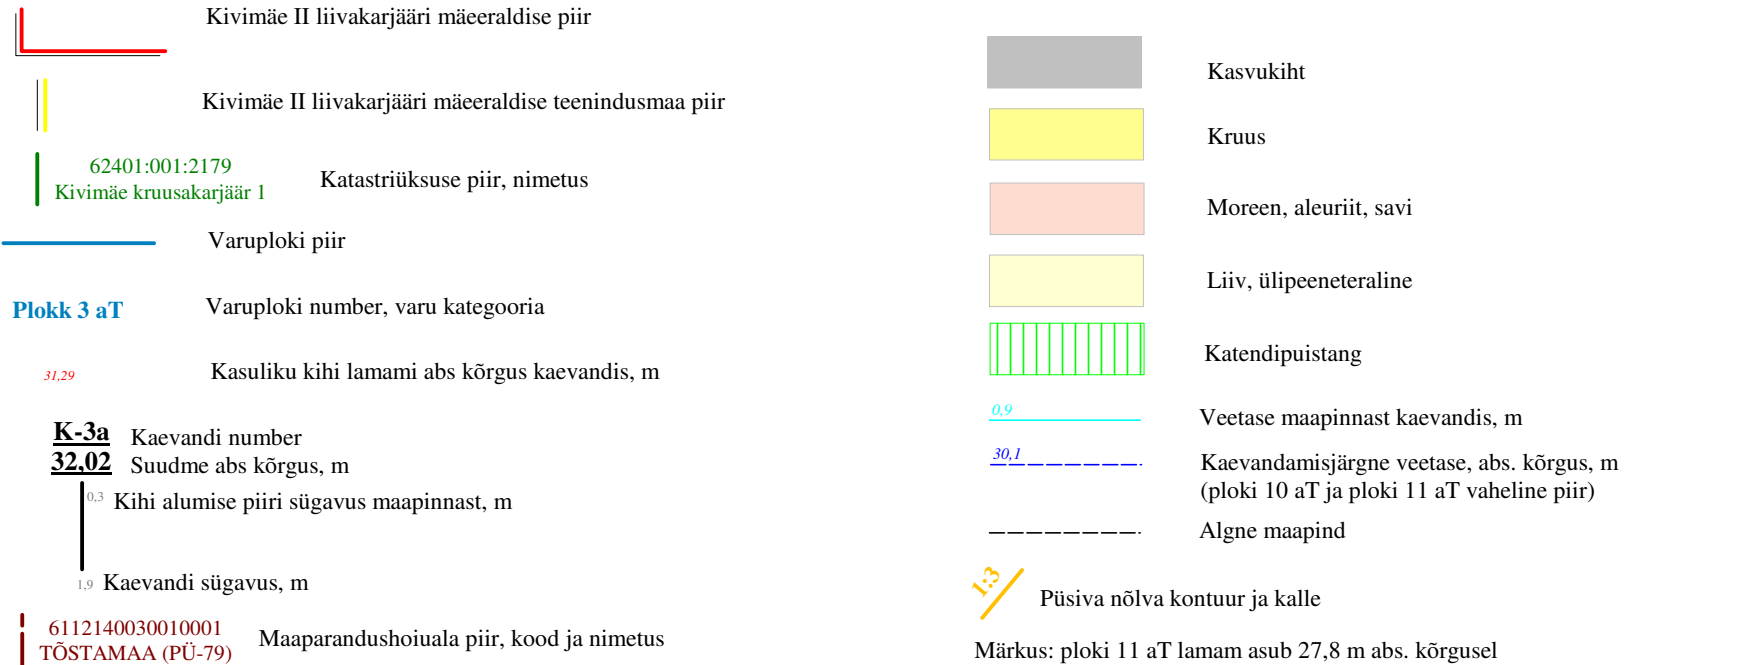 Kivimäe II liivakarjääri mäeeraldise piir
Kivimäe II liivakarjääri mäeeraldise teenindusmaa piir
62401:001:2179
Kivimäe kruusakarjäär 1
Katastriüksuse piir, nimetus
Varuploki piir
Plokk 3 aT
Varuploki number, varu kategooria
31,29
Kasuliku kihi lamami abs kõrgus kaevandis, m
K-3a
Kaevandi number
32,02
Suudme abs kõrgus, m
0,3
Kihi alumise piiri sügavus maapinnast, m
1,9
Kaevandi sügavus, m
6112140030010001
TÕSTAMAA (PÜ-79)
Maaparandushoiuala piir, kood ja nimetus
Kasvukiht
Kruus
Moreen, aleuriit, savi
Liiv, ülipeeneteraline
Katendipuistang
0,9
Veetase maapinnast kaevandis, m
30,1
Kaevandamisjärgne veetase, abs. kõrgus, m
(ploki 10 aT ja ploki 11 aT vaheline piir)
Algne maapind
1:3
Püsiva nõlva kontuur ja kalle
Märkus: ploki 11 aT lamam asub 27,8 m abs. kõrgusel